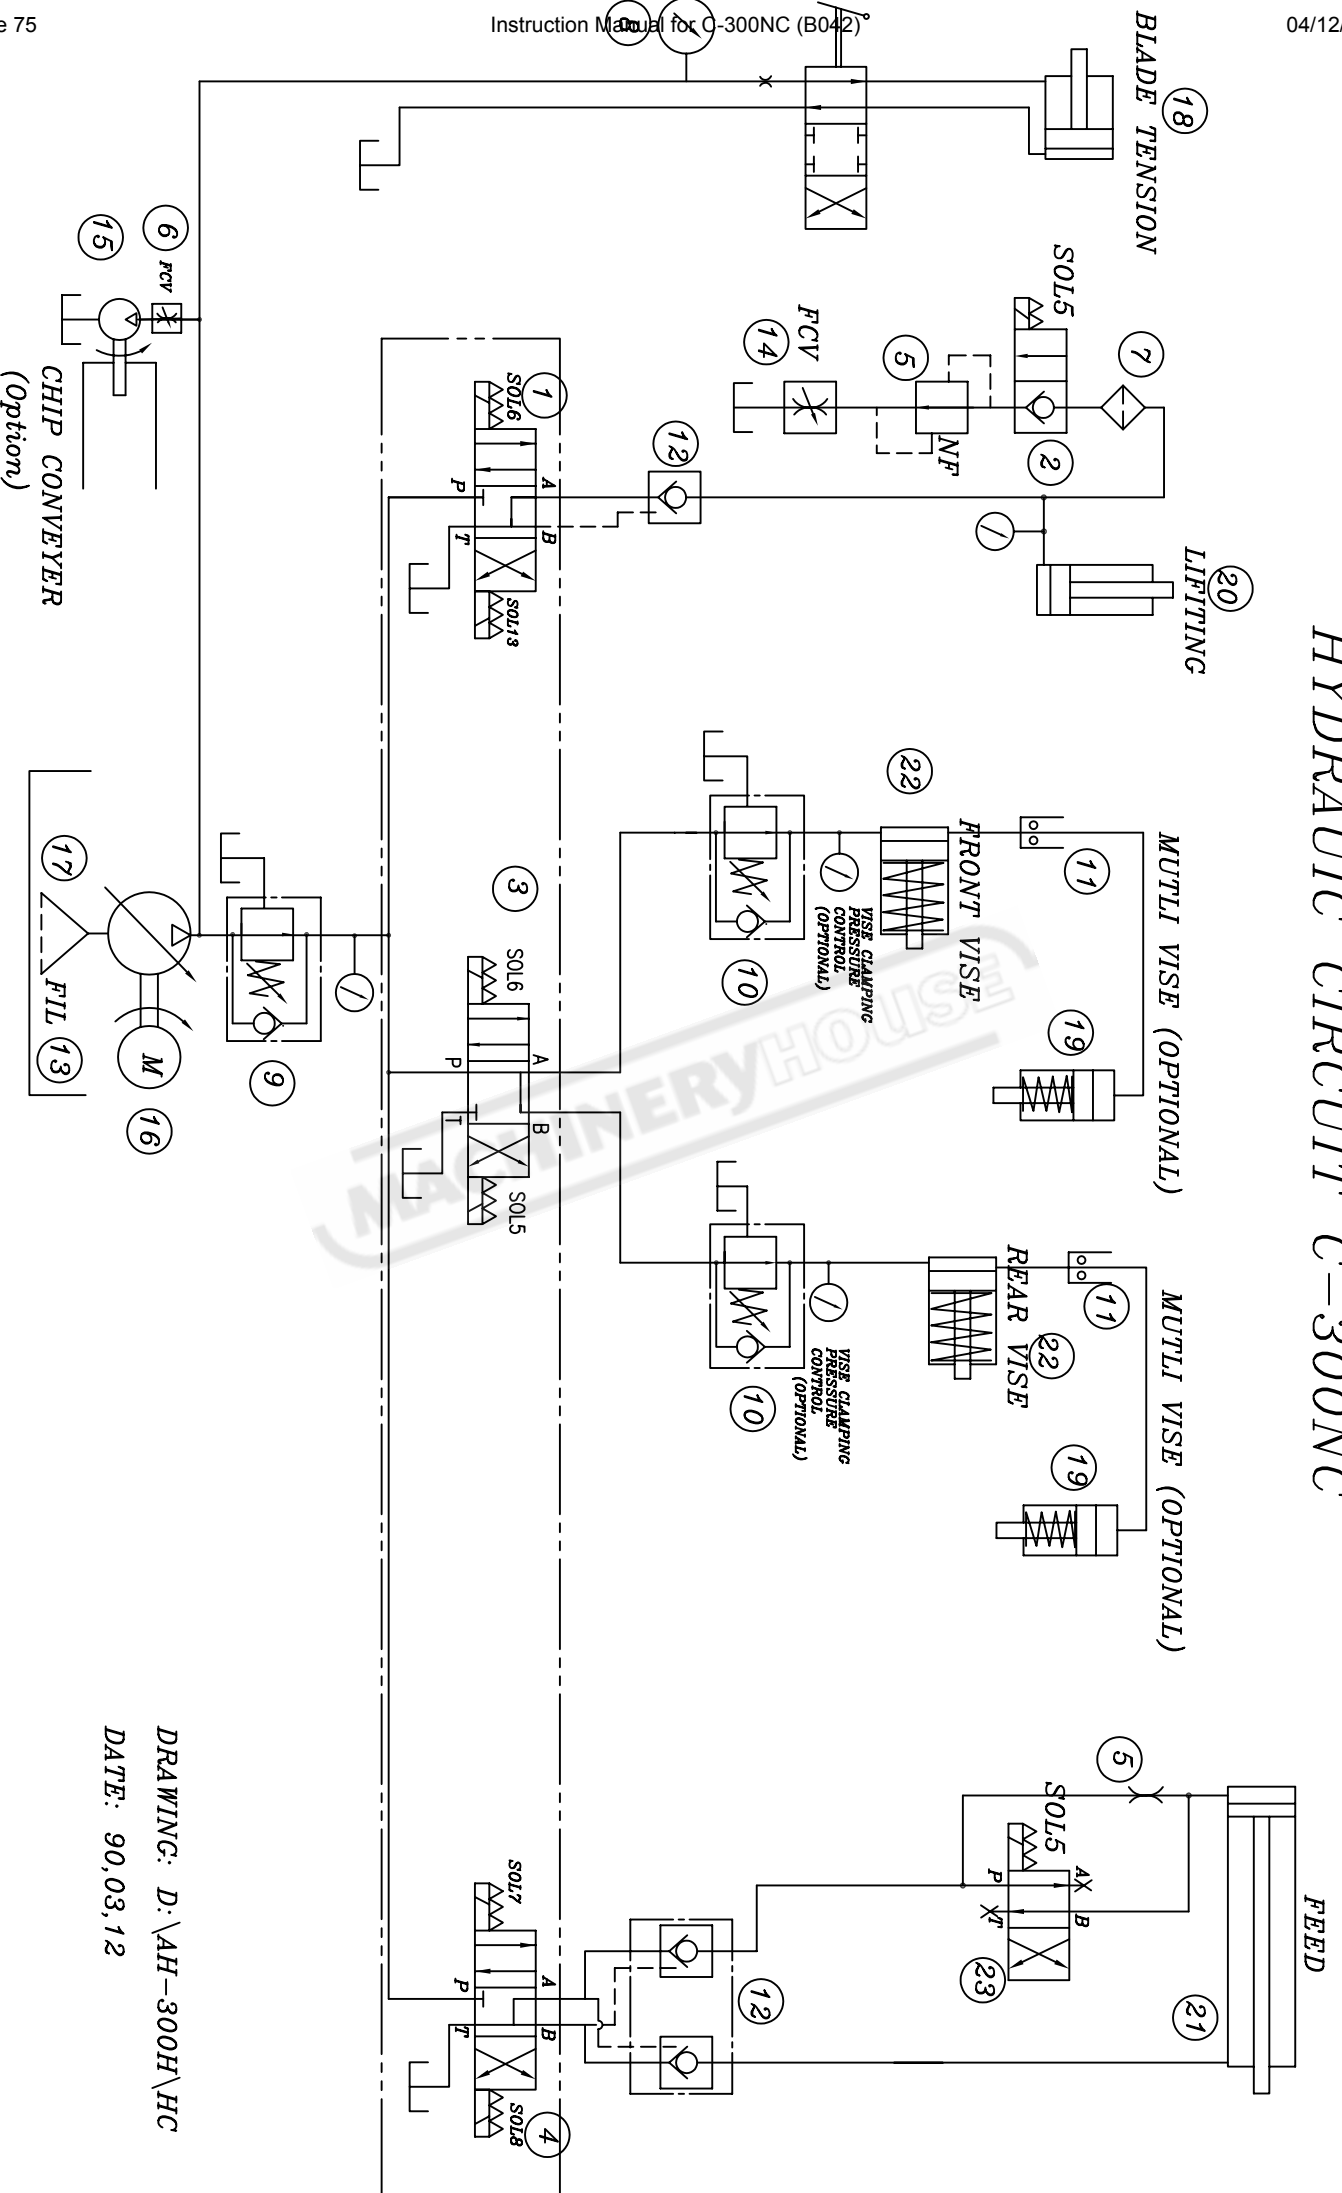 e 75
Instruction Manual for C-300NC (B042)
04/12/
HYDRAUIC CIRCUIT C-300NC
BLADE TENSION
18
8
LIFITING
20
7
SOL5
2
NF
5
FCV
14
12
1
SOL6
A
B
P
T
SOL13
15
6
FCV
CHIP CONVEYER
(Option)
MUTLI VISE (OPTIONAL)
11
19
FRONT VISE
22
VISE CLAMPING
PRESSURE
CONTROL
(OPTIONAL)
10
MUTLI VISE (OPTIONAL)
11
19
REAR VISE
22
VISE CLAMPING
PRESSURE
CONTROL
(OPTIONAL)
10
3
SOL6
A
B
P
T
SOL5
9
17
FIL
13
M
16
FEED
21
5
SOL5
A
B
P
T
23
12
SOL7
A
B
P
T
SOL8
4
DRAWING: D:\AH-300H\HC
DATE: 90,03,12
MACHINERYHOUSE